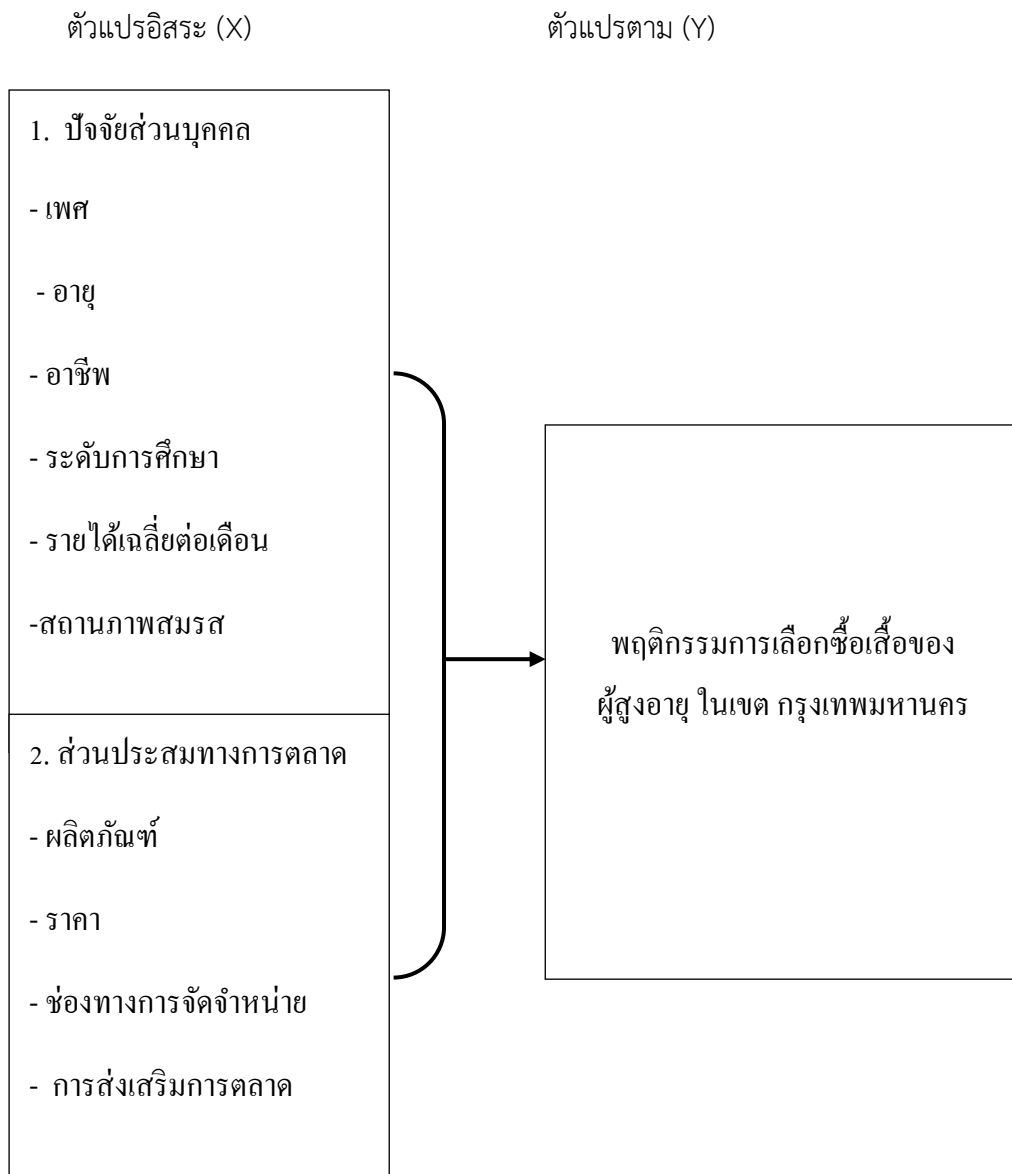 ตัวแปรอิสระ (X)
ตัวแปรตาม (Y)
1. ปัจจัยส่วนบุคคล
- เพศ
- อายุ
- อาชีพ
- ระดับการศึกษา
- รายได้เฉลี่ยต่อเดือน
-สถานภาพสมรส
2. ส่วนประสมทางการตลาด
- ผลิตภัณฑ์
- ราคา
- ช่องทางการจัดจำหน่าย
- การส่งเสริมการตลาด
พฤติกรรมการเลือกซื้อเสื้อของ
ผู้สูงอายุ ในเขต กรุงเทพมหานคร